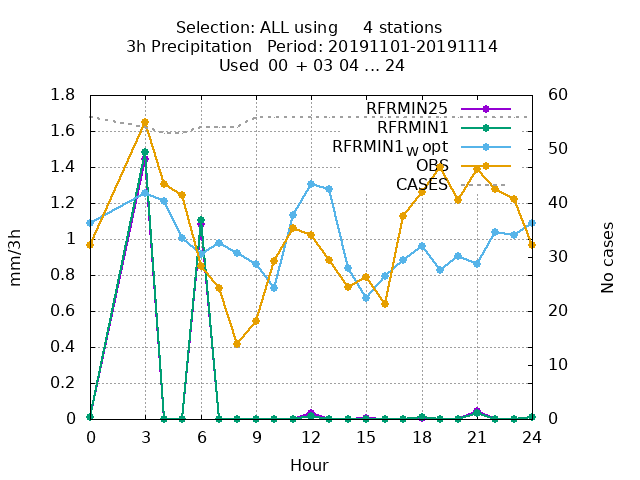 Selection: ALL using 4 stations
3h Precipitation Period: 20191101-20191114
Used 00 + 03 04 ... 24
RFRMIN25
RFRMIN1
RFRMIN1w opt
OBS
CASES
mm/3h
1.8
1.6
1.4
1.2
1
0.8
0.6
0.4
0.2
0
No cases
60
50
40
30
20
10
0
0 3 6 9 12 15 18 21 24
Hour